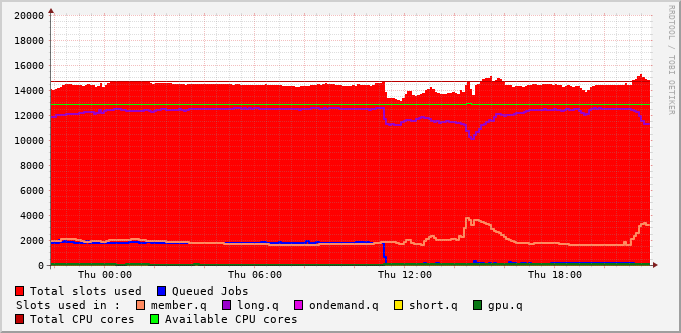 20000
18000
16000
14000
12000
10000
8000
6000
4000
2000
0
Thu 00:00 Thu 06:00 Thu 12:00 Thu 18:00
Total slots used Queued Jobs
Slots used in : member.q long.q ondemand.q short.q gpu.q
Total CPU cores Available CPU cores
RRDTOOL / TOBI OETIKER